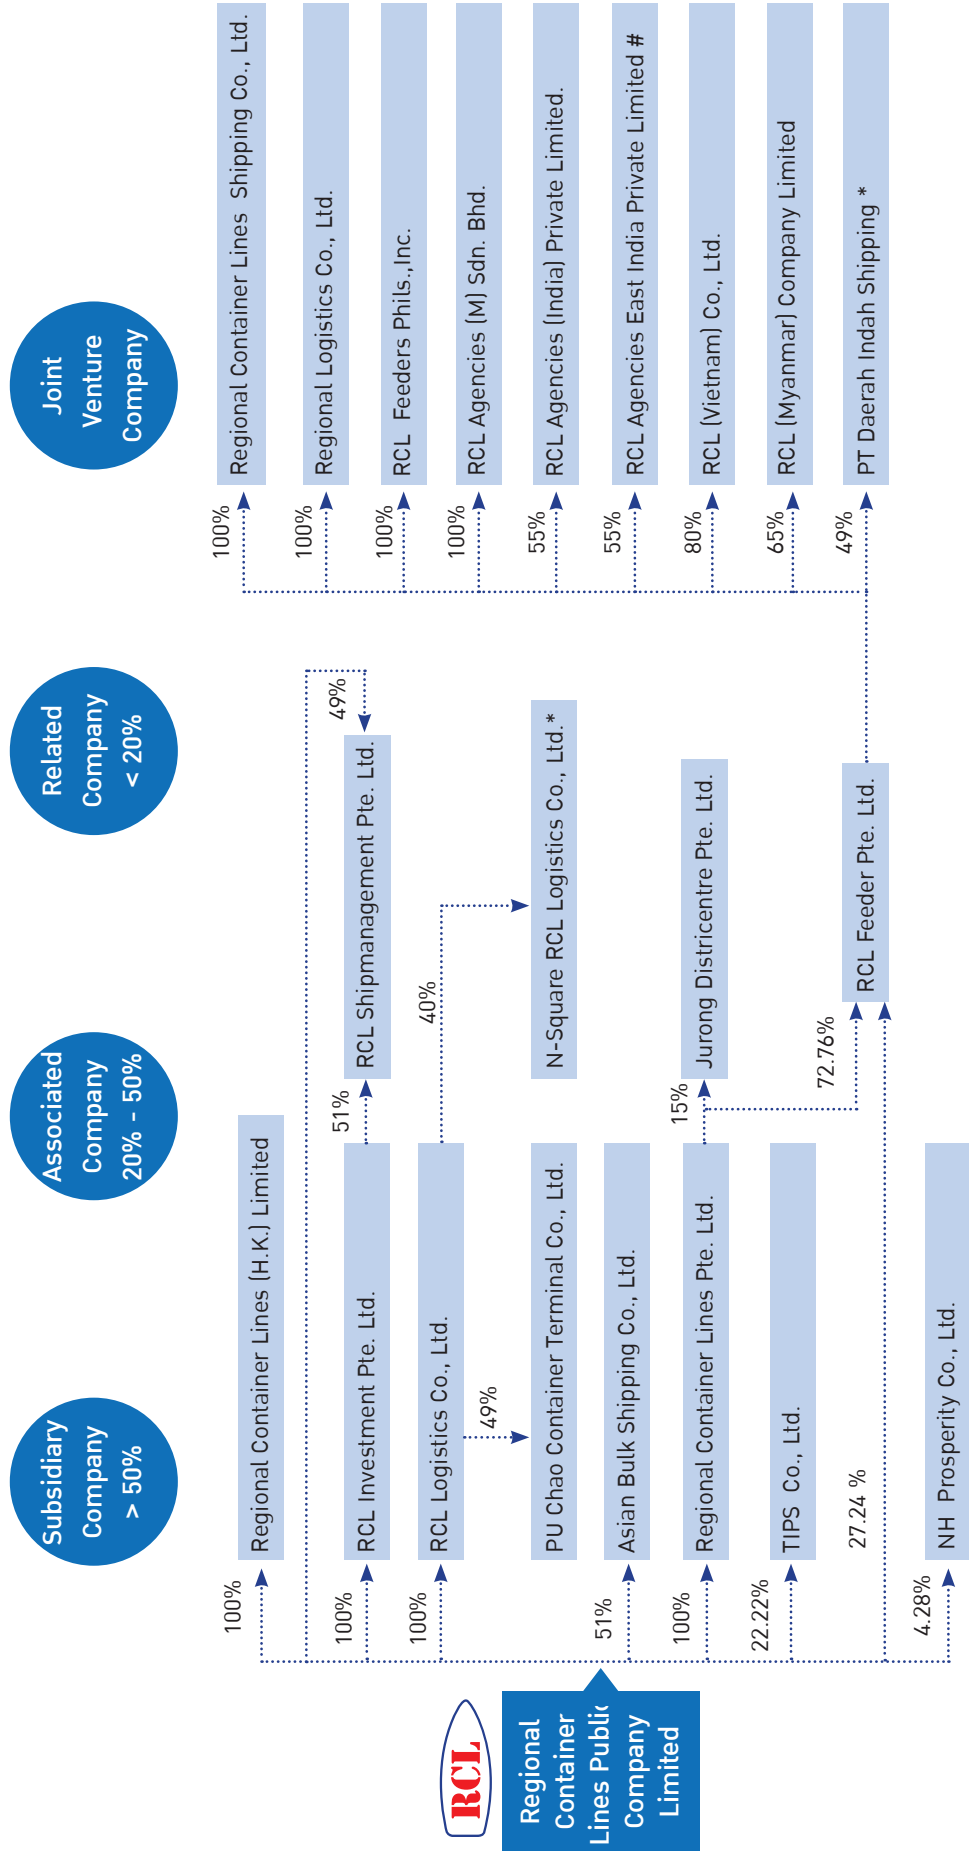 Subsidiary
Company
> 50%
Associated
Company
20% - 50%
Related
Company
< 20%
Joint
Venture
Company
RCL
Regional
Container
Lines Public
Company
Limited
100%
Regional Container Lines (H.K.) Limited
100%
RCL Investment Pte. Ltd.
51%
RCL Shipmanagement Pte. Ltd.
49%
100%
RCL Logistics Co., Ltd.
40%
49%
PU Chao Container Terminal Co., Ltd.
N-Square RCL Logistics Co., Ltd.*
51%
Asian Bulk Shipping Co., Ltd.
100%
Regional Container Lines Pte. Ltd.
15%
Jurong Districentre Pte. Ltd.
22.22%
TIPS Co., Ltd.
72.76%
27.24 %
RCL Feeder Pte. Ltd.
4.28%
NH Prosperity Co., Ltd.
100%
Regional Container Lines Shipping Co., Ltd.
100%
Regional Logistics Co., Ltd.
100%
RCL Feeders Phils.,Inc.
100%
RCL Agencies (M) Sdn. Bhd.
55%
RCL Agencies (India) Private Limited.
55%
RCL Agencies East India Private Limited #
80%
RCL (Vietnam) Co., Ltd.
65%
RCL (Myanmar) Company Limited
49%
PT Daerah Indah Shipping *